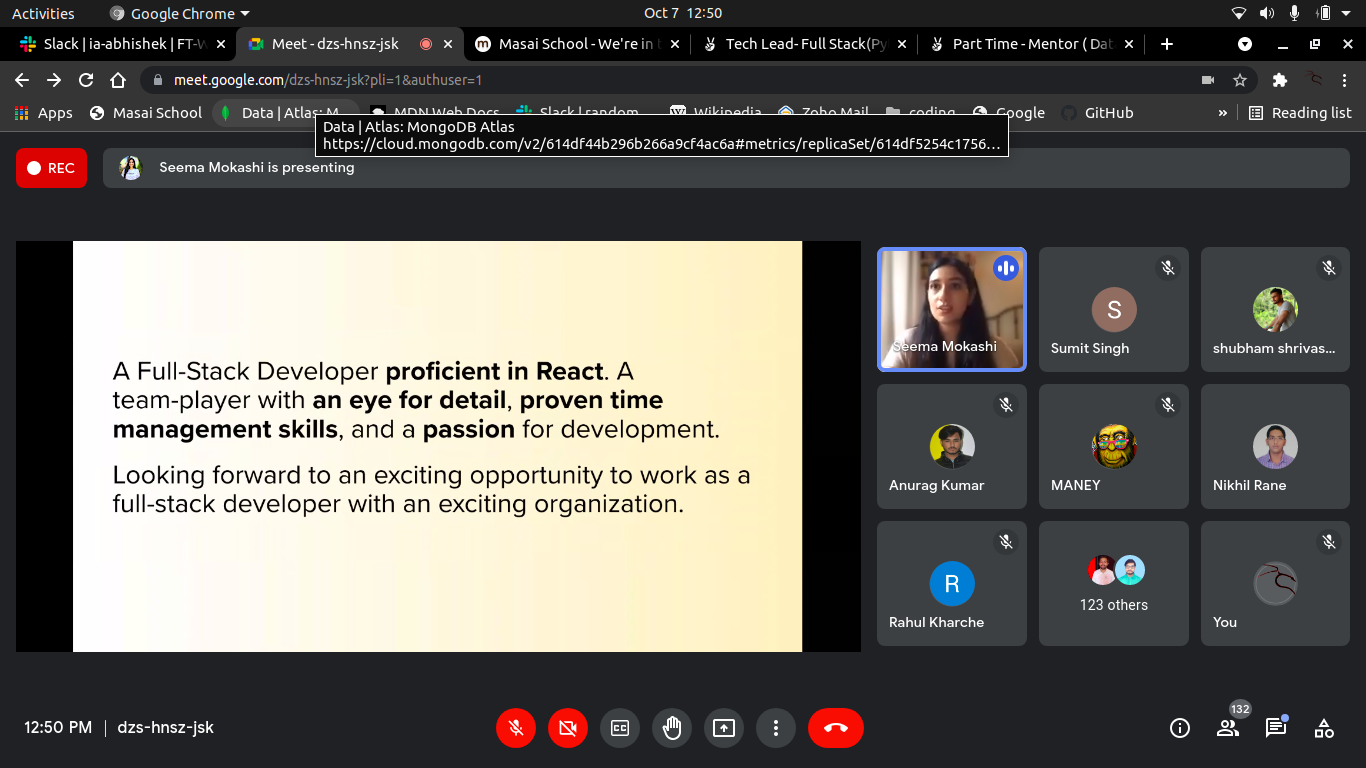 Activities
Google Chrome
Oct 7 12:50
Slack | ia-abhishek | FT-W
Meet - dzs-hnsz-jsk
Masai School - We're in
Tech Lead- Full Stack(Py
Part Time - Mentor ( Dat
meet.google.com/dzs-hnsz-jsk?pli=1&authuser=1
Apps
Masai School
Data | Atlas: M
MDN Web Docs
Slack | random
Wikipedia
Zoho Mail
coding
Google
GitHub
»
Reading list
Data | Atlas: MongoDB Atlas
https://cloud.mongodb.com/v2/614df44b296b266a9cf4ac6a#metrics/replicaSet/614df5254c1756...
REC
Seema Mokashi is presenting
A Full-Stack Developer proficient in React. A
team-player with an eye for detail, proven time
management skills, and a passion for development.
Looking forward to an exciting opportunity to work as a
full-stack developer with an exciting organization.
Seema Mokashi
S
Sumit Singh
shubham shrivas...
Anurag Kumar
MANEY
Nikhil Rane
R
Rahul Kharche
123 others
You
12:50 PM | dzs-hnsz-jsk
132